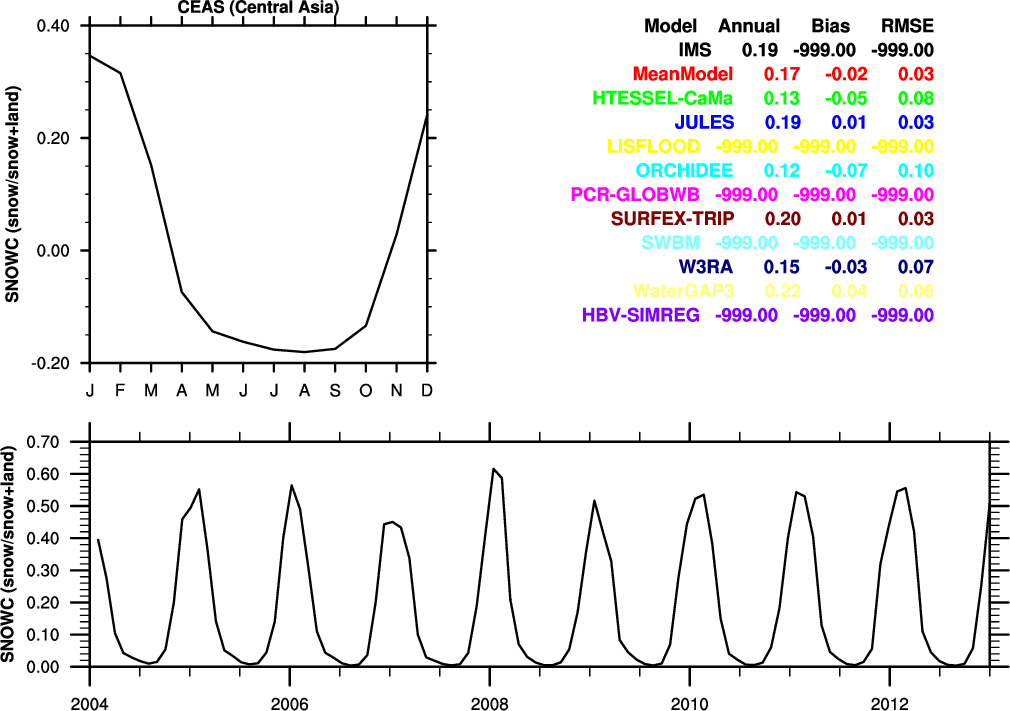 CEAS (Central Asia)
SNOWC (snow/snow+land)
0.40
0.20
0.00
-0.20
J F M A M J J A S O N D
Model Annual Bias RMSE
IMS 0.19 -999.00 -999.00
MeanModel 0.17 -0.02 0.03
HTESSEL-CaMa 0.13 -0.05 0.08
JULES 0.19 0.01 0.03
LISFLOOD -999.00 -999.00 -999.00
ORCHIDEE 0.12 -0.07 0.10
PCR-GLOBWB -999.00 -999.00 -999.00
SURFEX-TRIP 0.20 0.01 0.03
SWBM -999.00 -999.00 -999.00
W3RA 0.15 -0.03 0.07
WaterGAP3 0.22 0.04 0.06
HBV-SIMREG -999.00 -999.00 -999.00
SNOWC (snow/snow+land)
0.70
0.60
0.50
0.40
0.30
0.20
0.10
0.00
2004 2006 2008 2010 2012